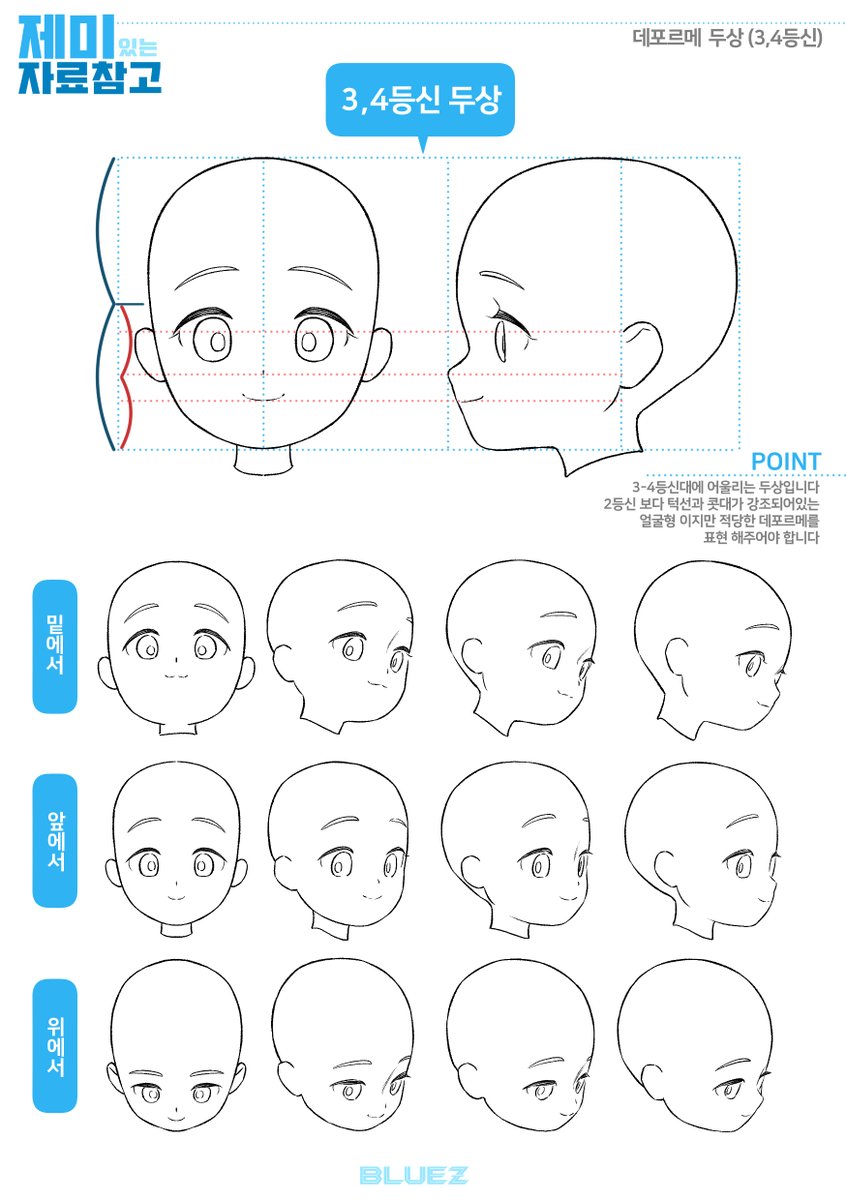 제미있는
자료참고
데포르메 두상 (3,4등신)
3,4등신 두상
POINT
3-4등신대에 어울리는 두상입니다
2등신 보다 턱선과 콧대가 강조되어있는
얼굴형 이지만 적당한 데포르메를
표현 해주어야 합니다
밑에서
앞에서
위에서
BLUEZ